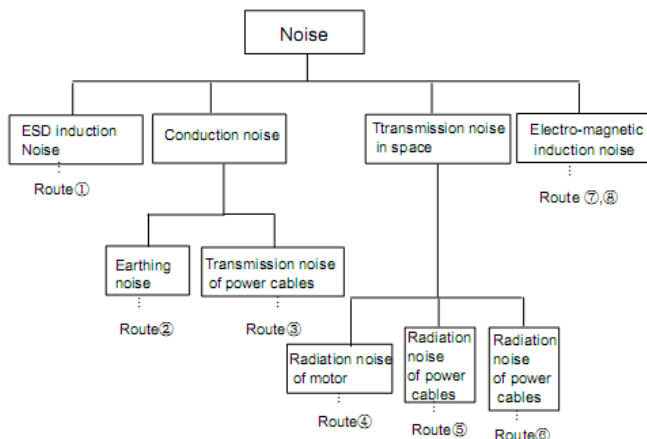 Noise
ESD induction
Noise
Conduction noise
Ttransmission noise
in space
Electro-magnetic
induction noise
Route①
Route ⑦,⑧
Earthing
noise
Transmission noise
of power cables
Route②
Route③
Radiation noise
of motor
Radiation
noise
of power
cables
Radiation
noise
of power
cables
Route④
Route⑤
Route⑥